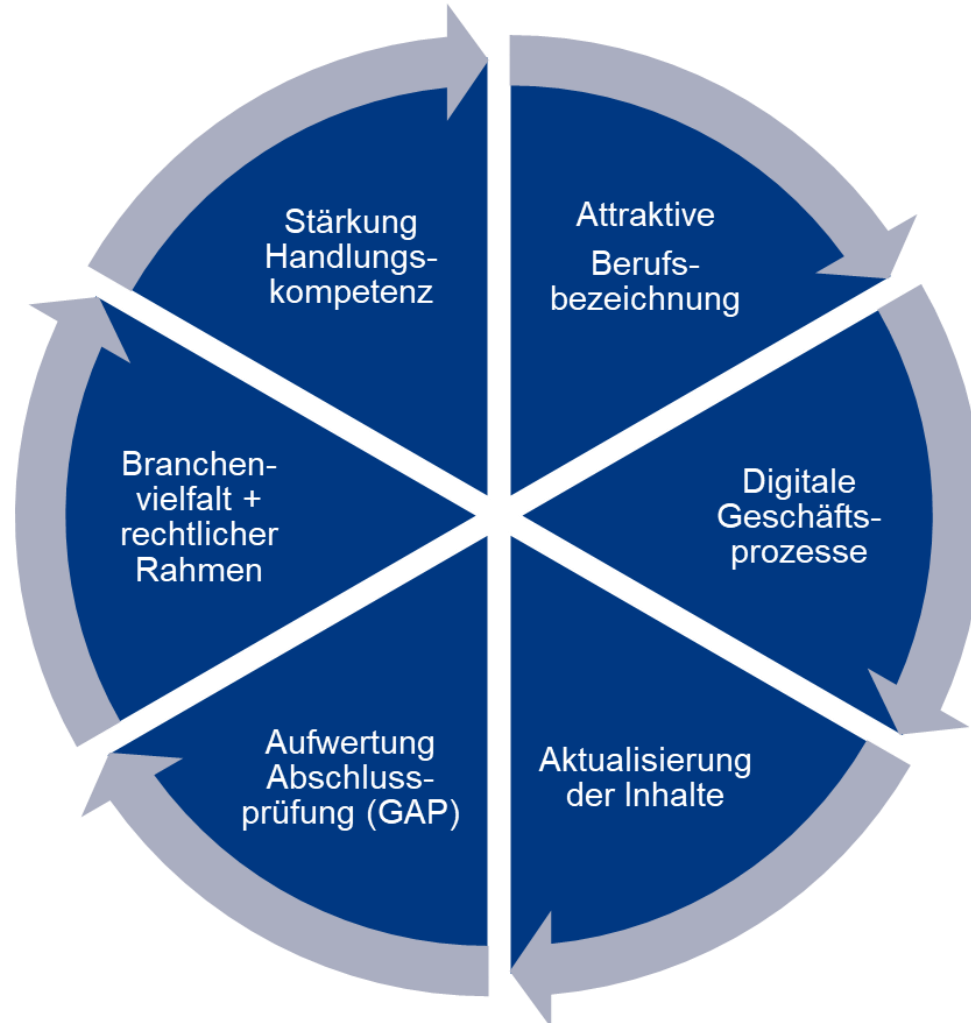 Attraktive
Berufs-
bezeichnung
Digitale
Geschäfts-
prozesse
Aktualisierung
der Inhalte
Aufwertung
Abschluss-
prüfung (GAP)
Branchen-
vielfalt +
rechtlicher
Rahmen
Stärkung
Handlungs-
kompetenz